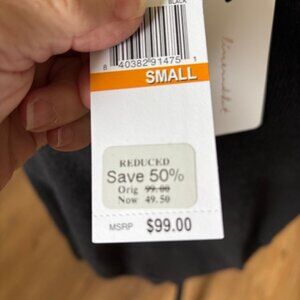 BLACK
8 40382 91475 1
SMALL
REDUCED
Save 50%
Orig 99.00
Now 49.50
MSRP $99.00